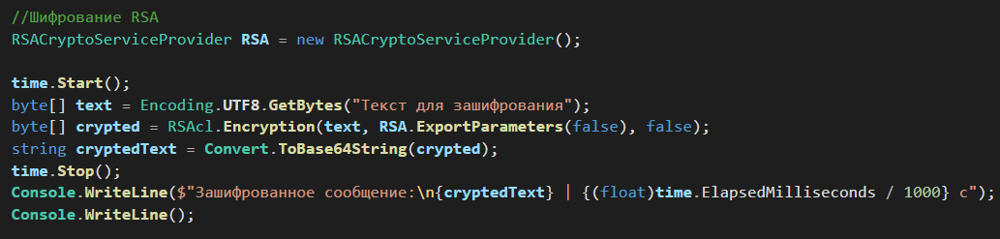 //Шифрование RSA
RSACryptoServiceProvider RSA = new RSACryptoServiceProvider();
time.Start();
byte[] text = Encoding.UTF8.GetBytes("Текст для зашифрования");
byte[] crypted = RSAcl.Encryption(text, RSA.ExportParameters(false), false);
string cryptedText = Convert.ToBase64String(crypted);
time.Stop();
Console.WriteLine($"Зашифрованное сообщение:\n{cryptedText} | {(float)time.ElapsedMilliseconds / 1000} с");
Console.WriteLine();